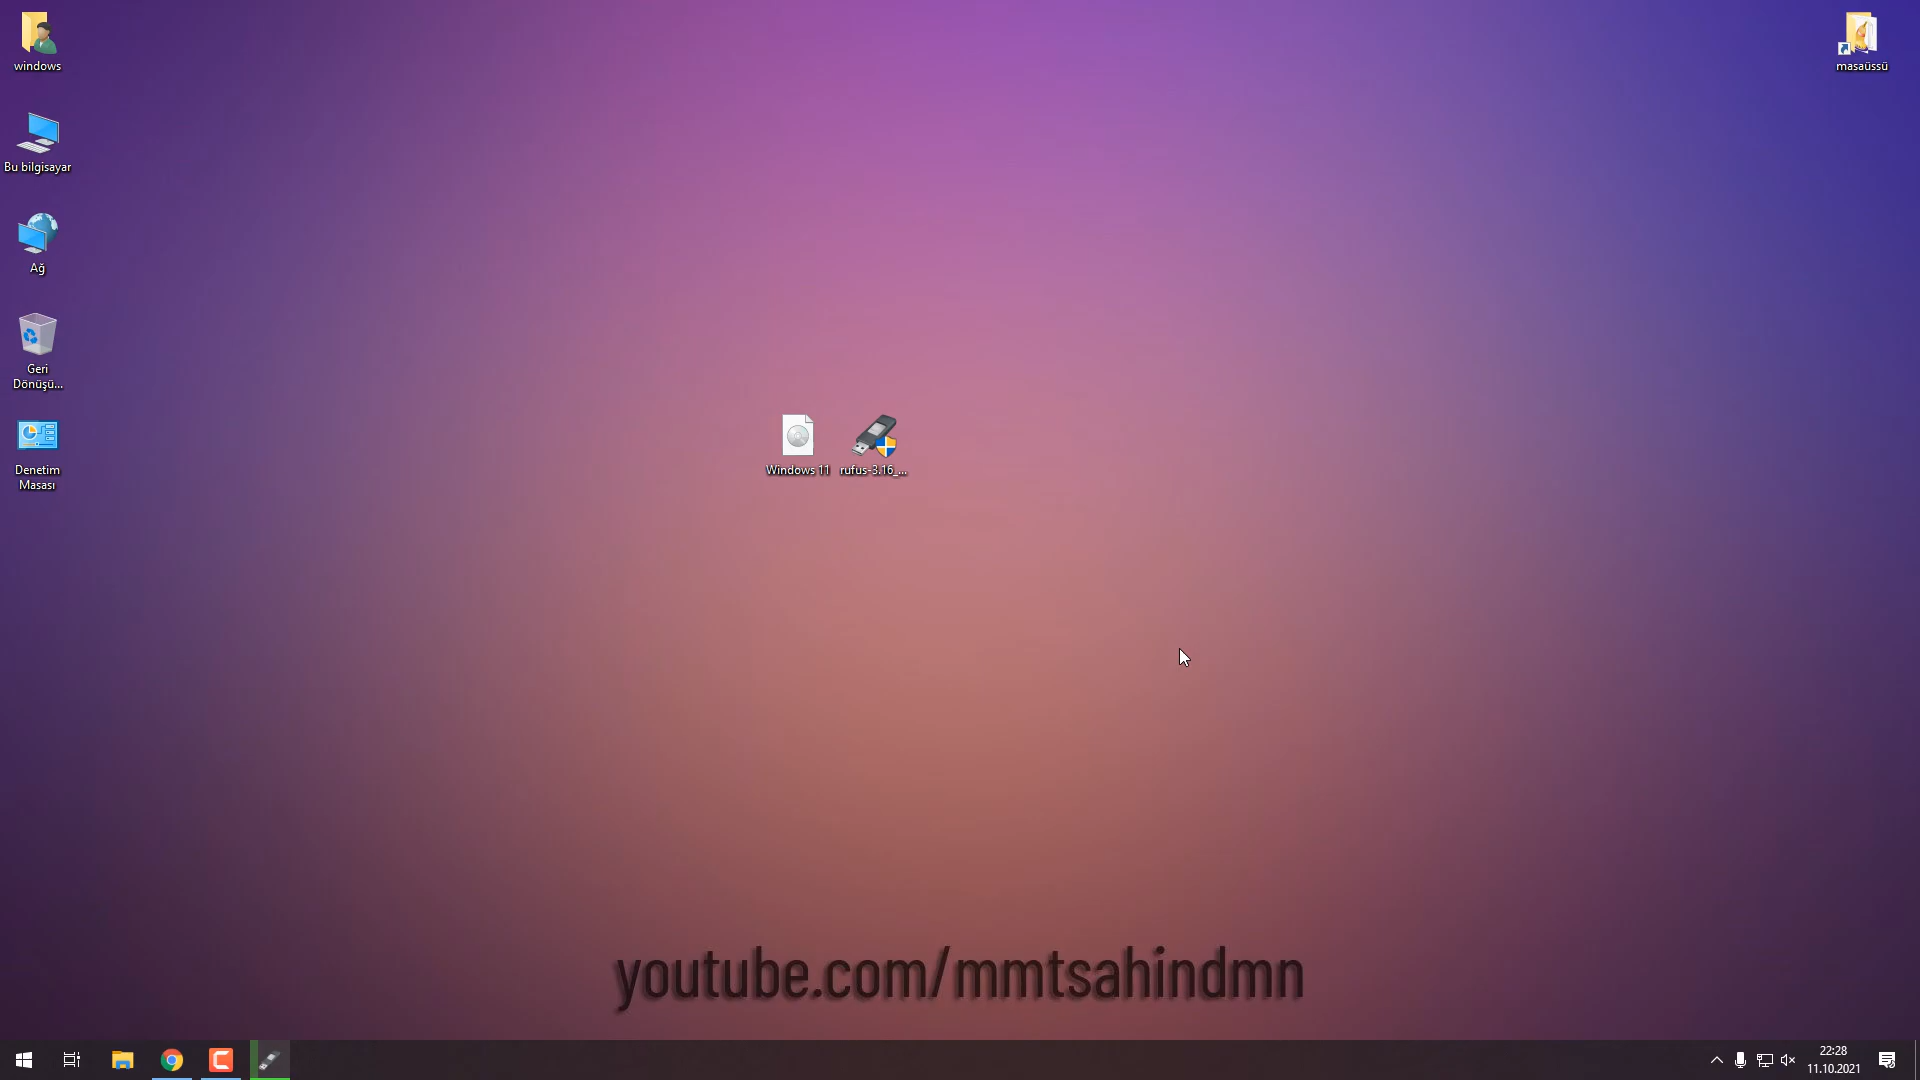 windows
masaüssü
Bu bilgisayar
Ağ
Geri
Dönüşü...
Denetim
Masası
Windows 11
rufus-3.16_...
youtube.com/mmtsahindmn
22:28
11.10.2021